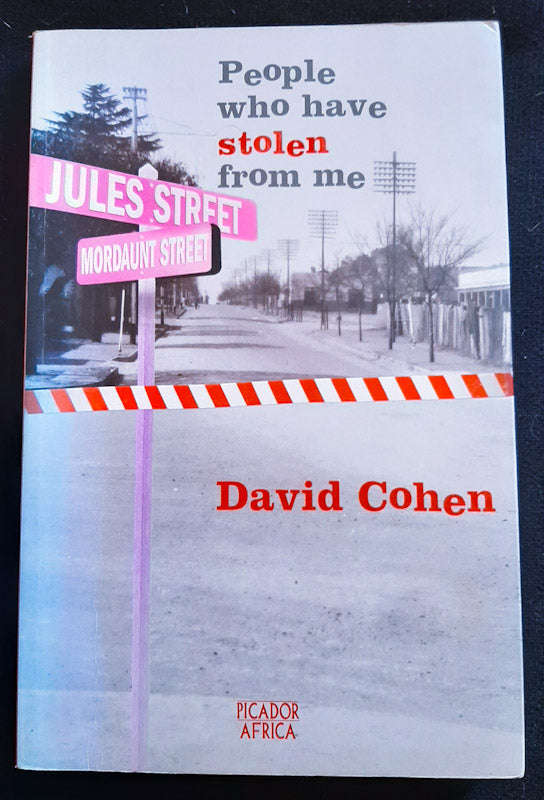 People
who have
stolen
from me
JULES STREET
MORDAUNT STREET
David Cohen
PICADOR
AFRICA